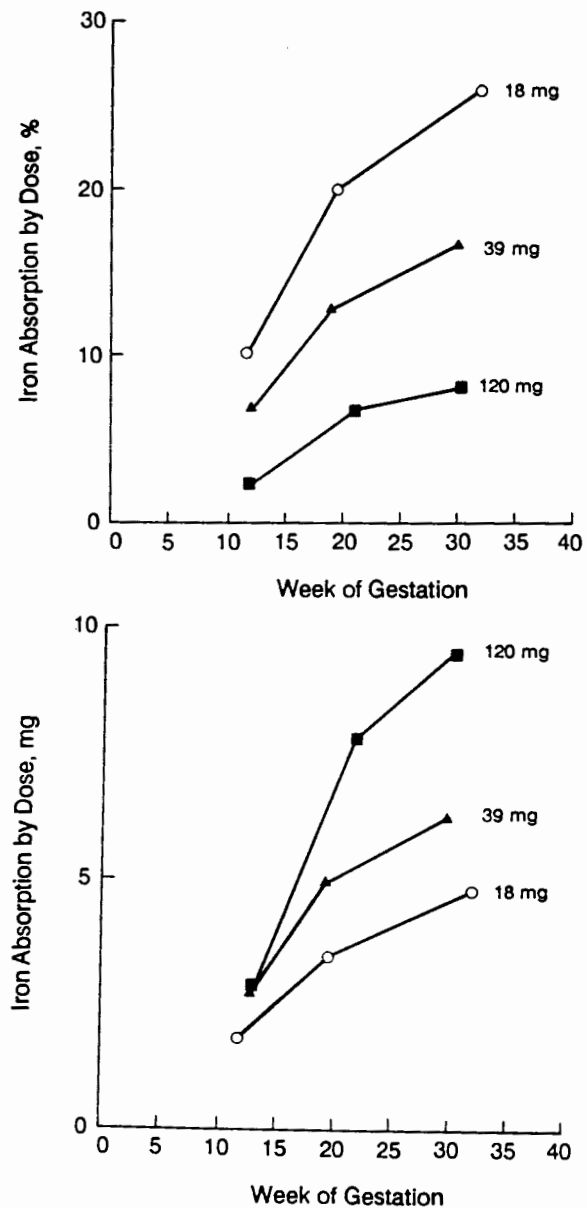 Iron Absorption by Dose, %
30
20
10
0
18 mg
39 mg
120 mg
0 5 10 15 20 25 30 35 40
Week of Gestation
Iron Absorption by Dose, mg
10
5
0
120 mg
39 mg
18 mg
0 5 10 15 20 25 30 35 40
Week of Gestation